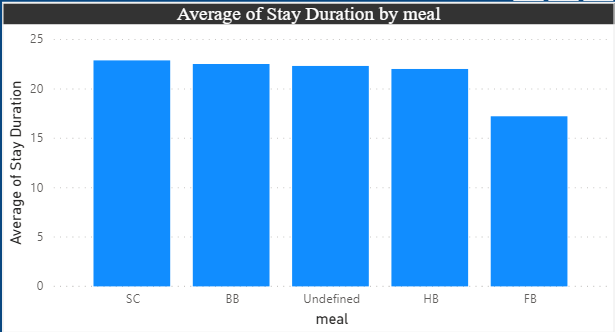 Average of Stay Duration by meal
25
20
15
10
5
0
Average of Stay Duration
SC BB Undefined HB FB
meal